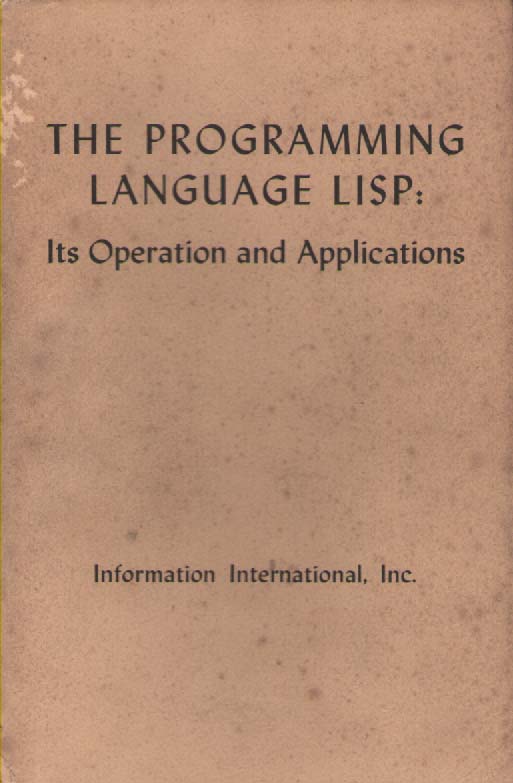 THE PROGRAMMING
LANGUAGE LISP:
Its Operation and Applications
Information International, Inc.